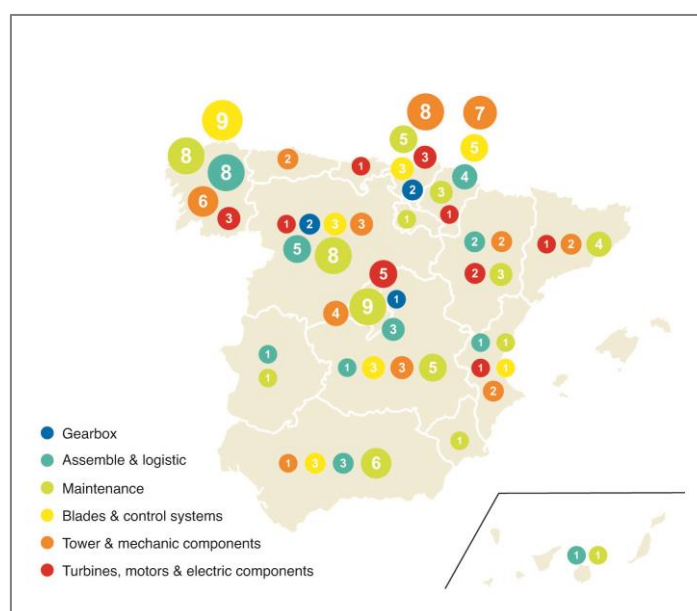 8 7
9
5
8 3 5
2 1 3
8 4
2 3
6
3 1 1
1 2 3 3
2 2 1 2 4
5 8
2 3
5
9 1
4
3
1 1
1
1 3 3 5 1 1
1
2
1
1 3 3 6
Gearbox
Assemble & logistic
Maintenance
Blades & control systems
Tower & mechanic components
1 1
Turbines, motors & electric components